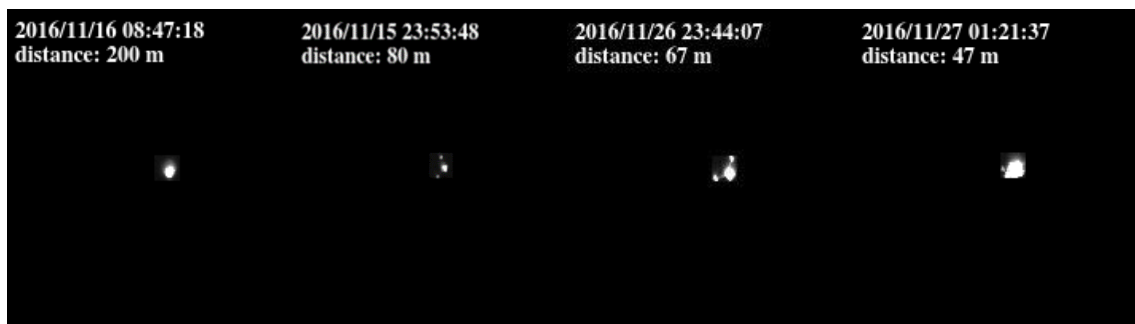 2016/11/16 08:47:18
distance: 200 m
2016/11/15 23:53:48
distance: 80 m
2016/11/26 23:44:07
distance: 67 m
2016/11/27 01:21:37
distance: 47 m